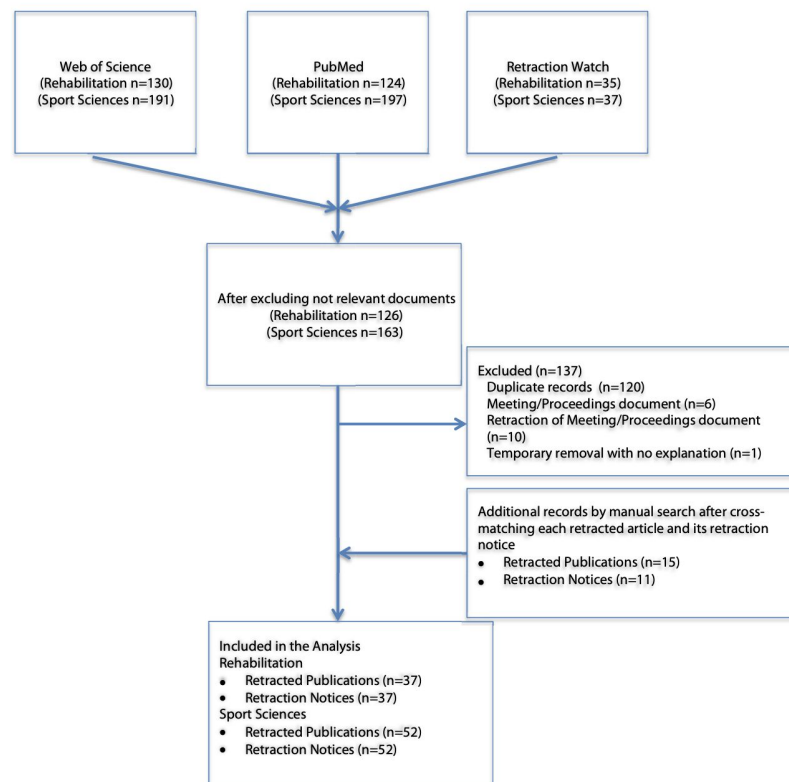 Web of Science
(Rehabilitation n=130)
(Sport Sciences n=191)
PubMed
(Rehabilitation n=124)
(Sport Sciences n=197)
Retraction Watch
(Rehabilitation n=35)
(Sport Sciences n=37)
After excluding not relevant documents
(Rehabilitation n=126)
(Sport Sciences n=163)
Excluded (n=137)
Duplicate records (n=120)
Meeting/Proceedings document (n=6)
Retraction of Meeting/Proceedings document
(n=10)
Temporary removal with no explanation (n=1)
Additional records by manual search after cross-
matching each retracted article and its retraction
notice
• Retracted Publications (n=15)
• Retraction Notices (n=11)
Included in the Analysis
Rehabilitation
• Retracted Publications (n=37)
• Retraction Notices (n=37)
Sport Sciences
• Retracted Publications (n=52)
• Retraction Notices (n=52)